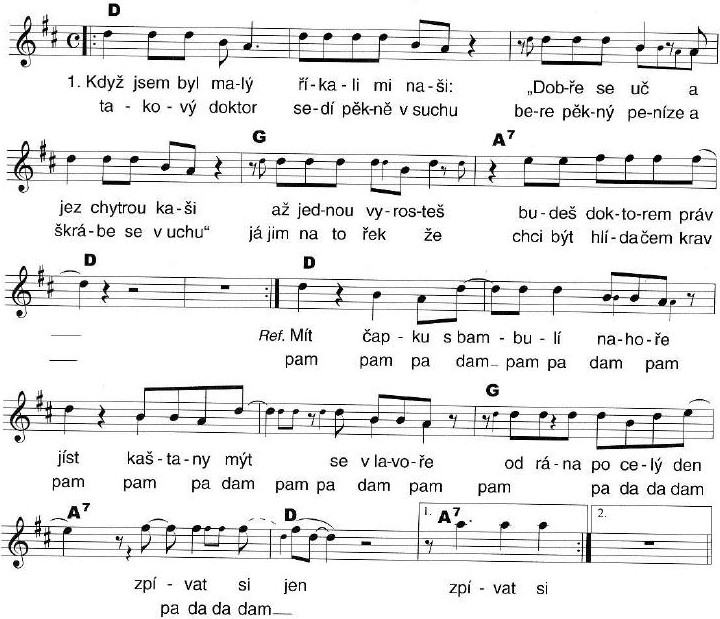 D
1. Když jsem byl ma-lý ří-ka-li mi na-ši: „Dob-ře se uč a
ta-ko-vý doktor se-dí pěk-ně v suchu be-re pěk-ný pe-níze a
G A7
jez chytrou ka-ši až jed-nou vy-ros-teš bu-deš dok-to-rem práv
škrá-be se v uchu“ já jim na to řek že chci být hlí-dačem krav
D D
Ref. Mít čap-ku s bam-bu-lí na-ho-ře
pam pam pa dam pam pa dam pam
G
jíst kaš-ta-ny mýt se v la-vo-ře od rá-na po ce-lý den
pam pam pa dam pam pa dam pam pam pa da da dam
A7 D 1. A7 2.
zpí-vat si jen zpí-vat si
pa da da dam